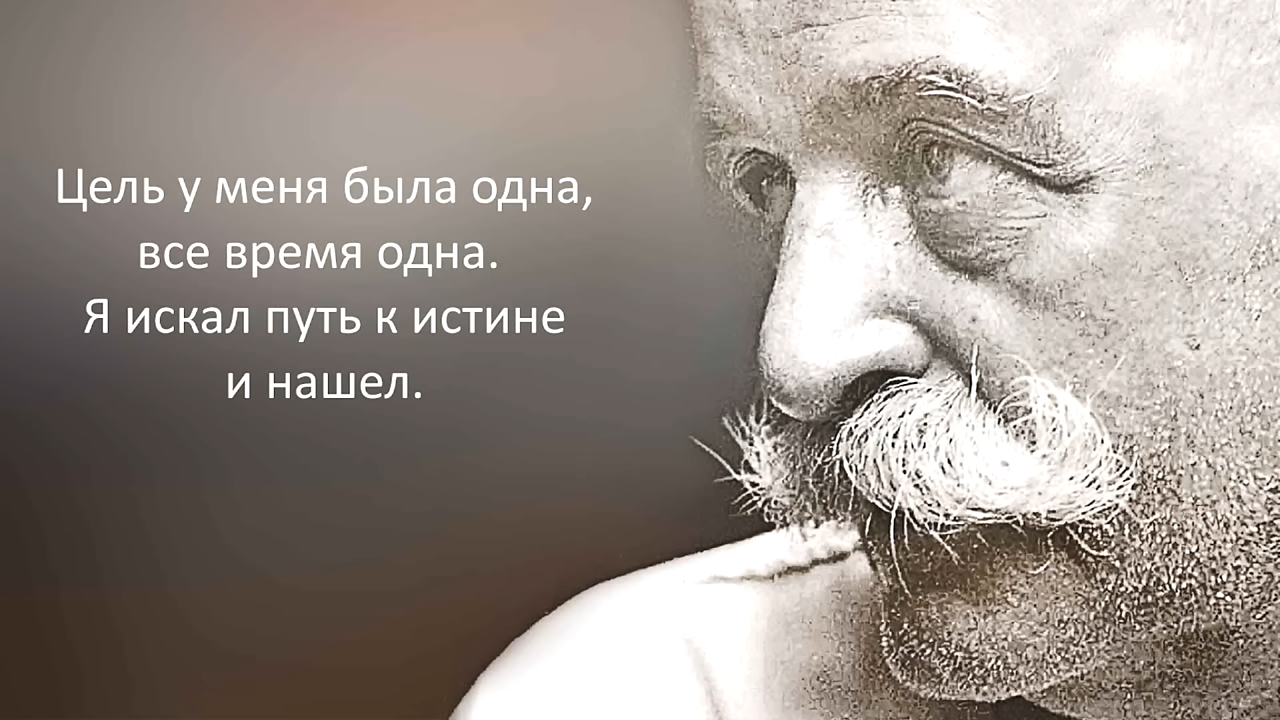 Цель у меня была одна,
все время одна.
Я искал путь к истине
и нашел.